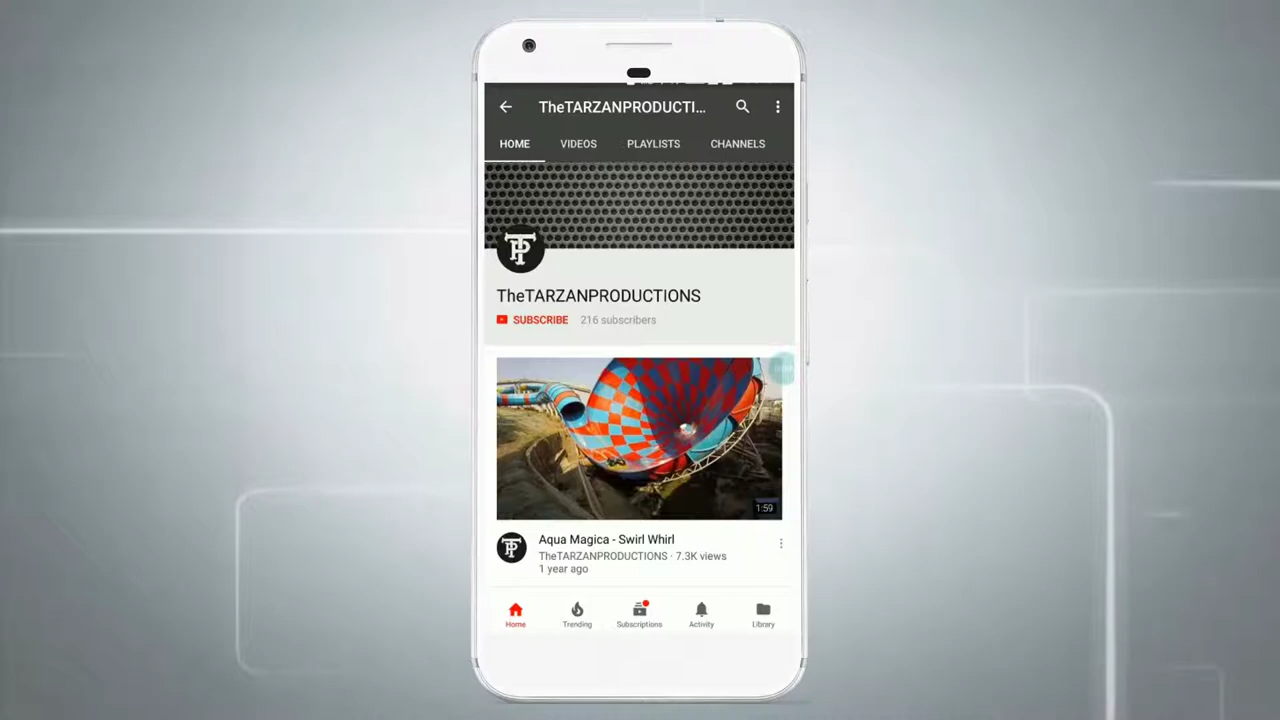 TheTARZANPRODUCTI...
HOME VIDEOS PLAYLISTS CHANNELS
TheTARZANPRODUCTIONS
SUBSCRIBE 216 subscribers
1:59
Aqua Magica - Swirl Whirl
TheTARZANPRODUCTIONS · 7.3K views
1 year ago
Home Trending Subscriptions Activity Library